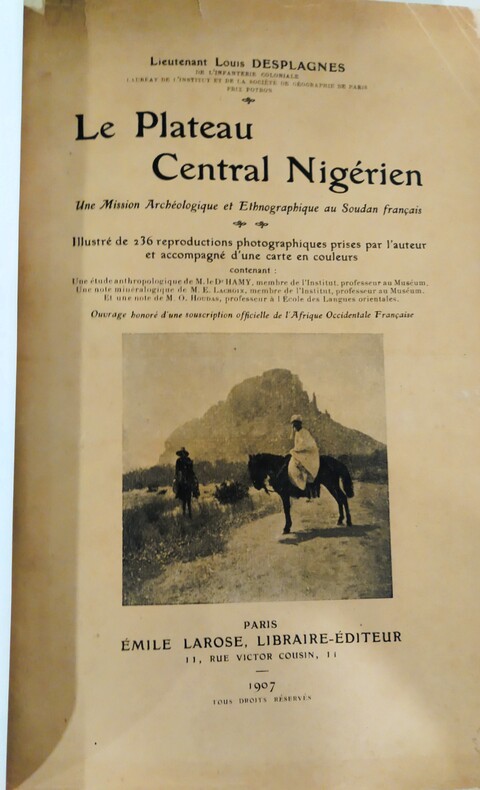 Lieutenant Louis DESPLAGNES
DE L'INFANTERIE COLONIALE
LAURÉAT DE L'INSTITUT ET DE LA SOCIÉTÉ DE GÉOGRAPHIE DE PARIS
PRIX POTRON
Le Plateau
Central Nigérien
Une Mission Archéologique et Ethnographique au Soudan français
Illustré de 236 reproductions photographiques prises par l'auteur
et accompagné d'une carte en couleurs
contenant :
Une étude anthropologique de M. le Dr HAMY, membre de l'Institut, professeur au Muséum.
Une note minéralogique de M. E. LACROIX, membre de l'Institut, professeur au Muséum.
Et une note de M. O. HOUDAS, professeur à l'École des Langues orientales.
Ouvrage honoré d'une souscription officielle de l'Afrique Occidentale Française
PARIS
ÉMILE LAROSE, LIBRAIRE-ÉDITEUR
11, RUE VICTOR COUSIN, 11
1907
TOUS DROITS RÉSERVÉS